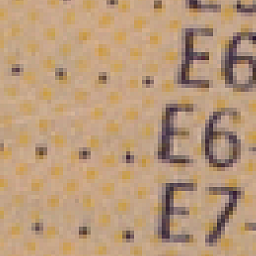 . . . . E6
. . . E6-
. . . E7-